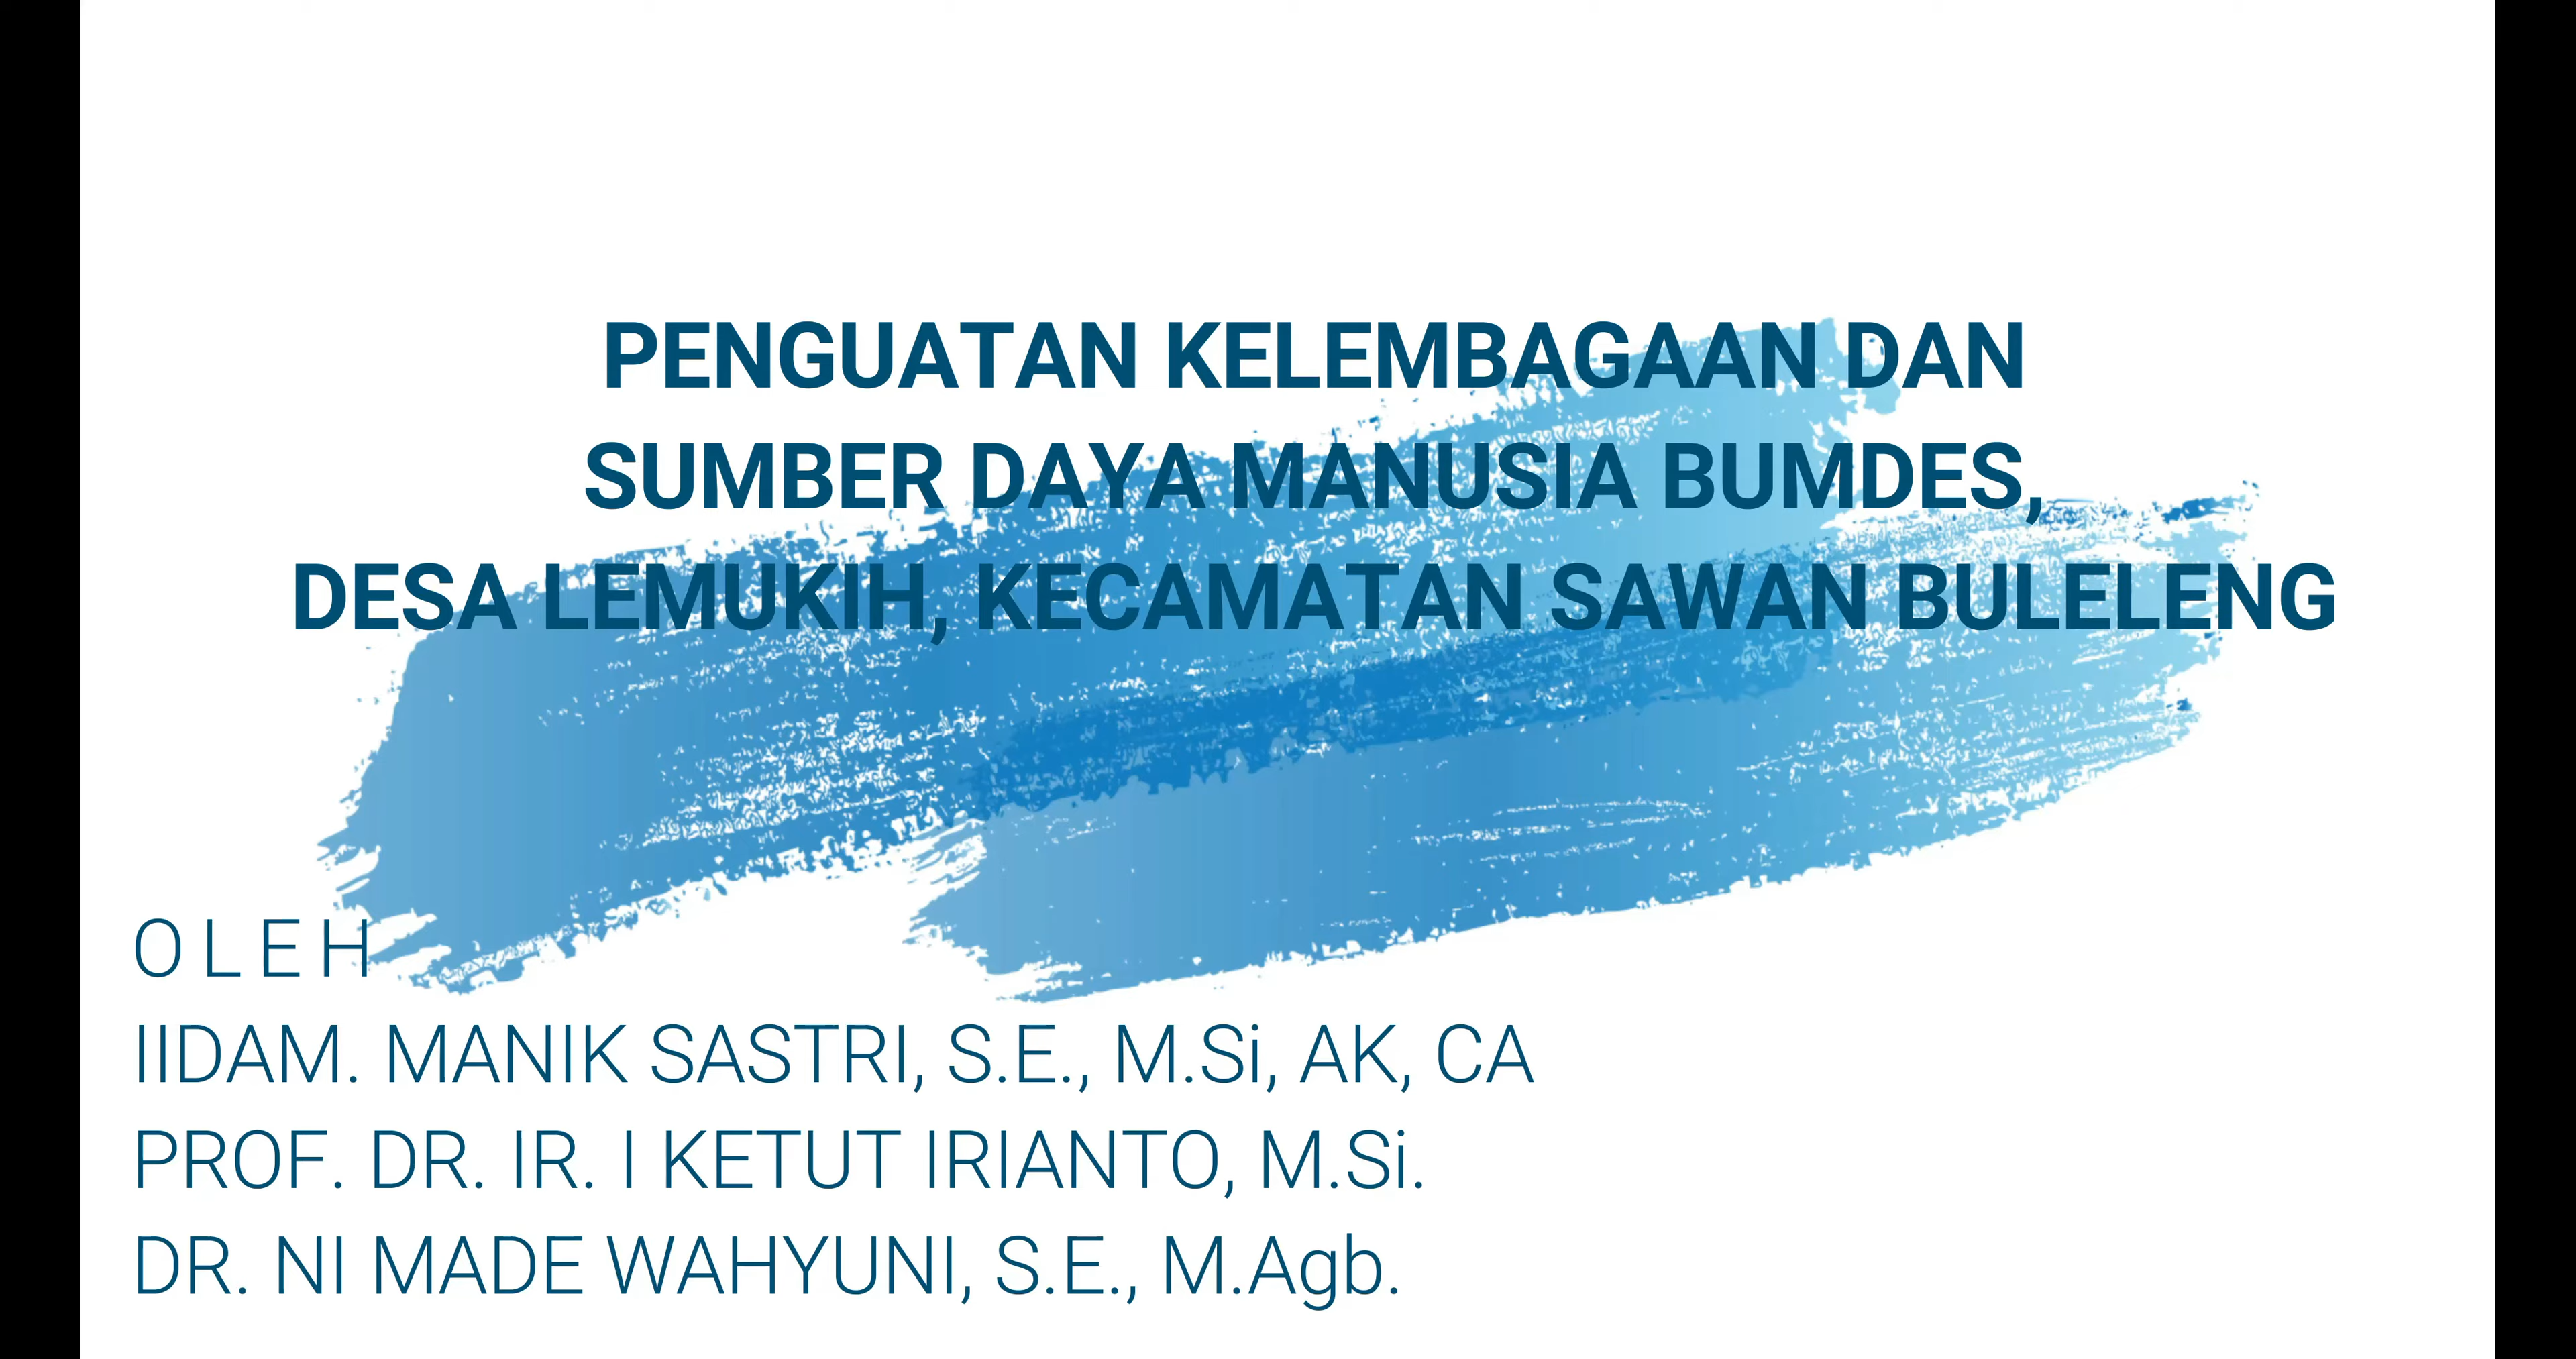 PENGUATAN KELEMBAGAAN DAN
SUMBER DAYA MANUSIA BUMDES,
DESA LEMUKIH, KECAMATAN SAWAN BULELENG
OLEH
IIDAM. MANIK SASTRI, S.E., M.Si, AK, CA
PROF. DR. IR. I KETUT IRIANTO, M.Si.
DR. NI MADE WAHYUNI, S.E., M.Agb.